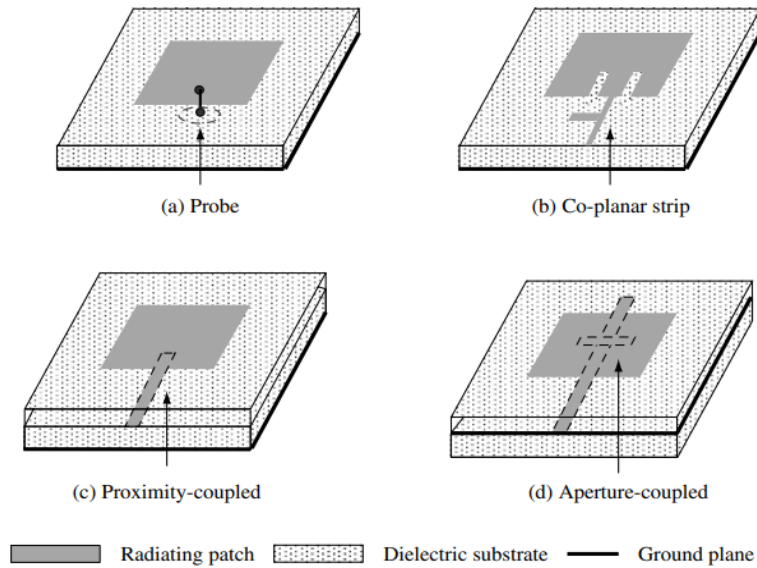 (a) Probe
(b) Co-planar strip
(c) Proximity-coupled
(d) Aperture-coupled
Radiating patch
Dielectric substrate
Ground plane